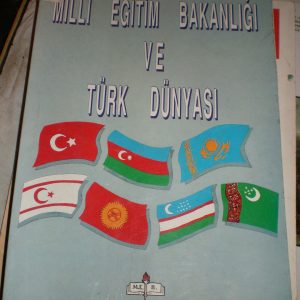 MİLLİ EĞİTİM BAKANLIĞI
VE
TÜRK DÜNYASI
M.E.B.